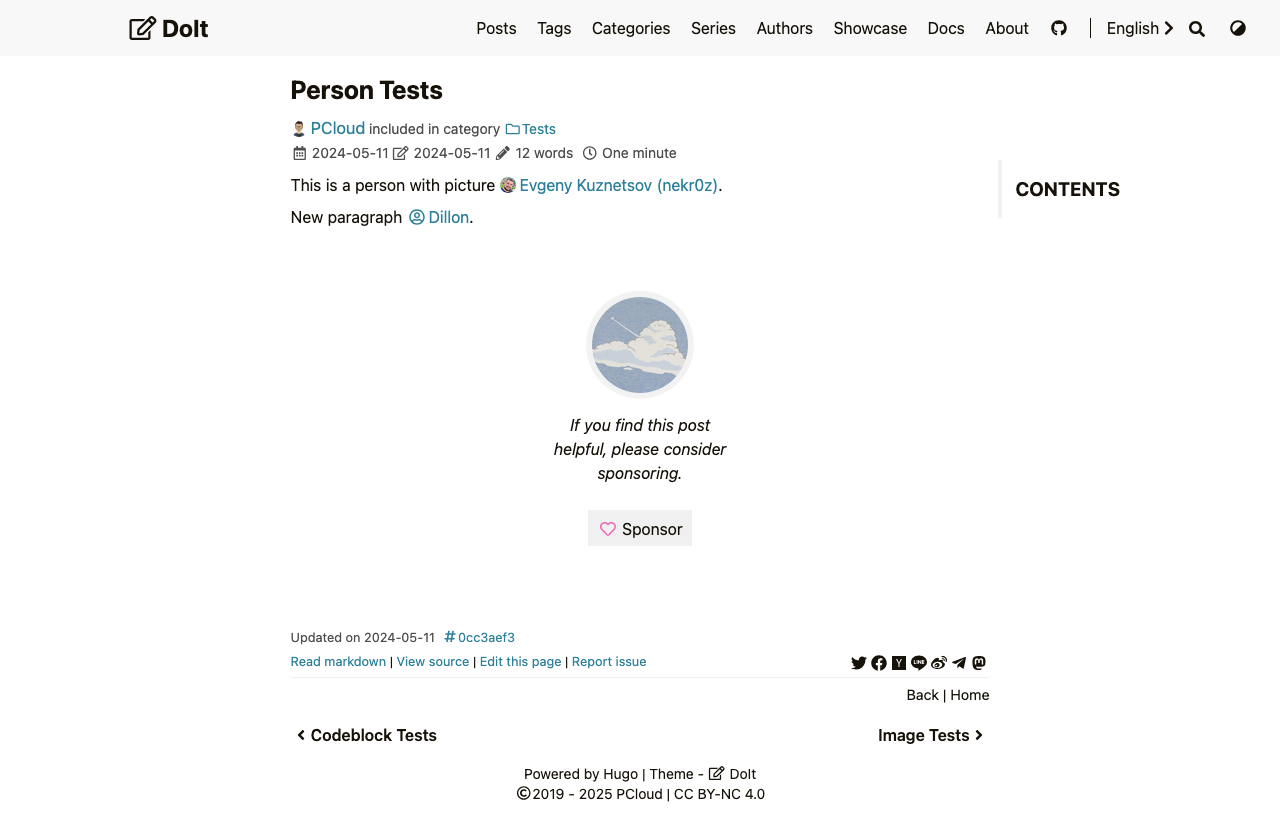 DoIt
Posts Tags Categories Series Authors Showcase Docs About English
Person Tests
PCloud included in category Tests
2024-05-11 2024-05-11 12 words One minute
This is a person with picture Evgeny Kuznetsov (nekr0z).
CONTENTS
New paragraph Dillon.
If you find this post
helpful, please consider
sponsoring.
Sponsor
Updated on 2024-05-11 #0cc3aef3
Read markdown | View source | Edit this page | Report issue
Back | Home
Codeblock Tests
Image Tests
Powered by Hugo | Theme - DoIt
©2019 - 2025 PCloud | CC BY-NC 4.0